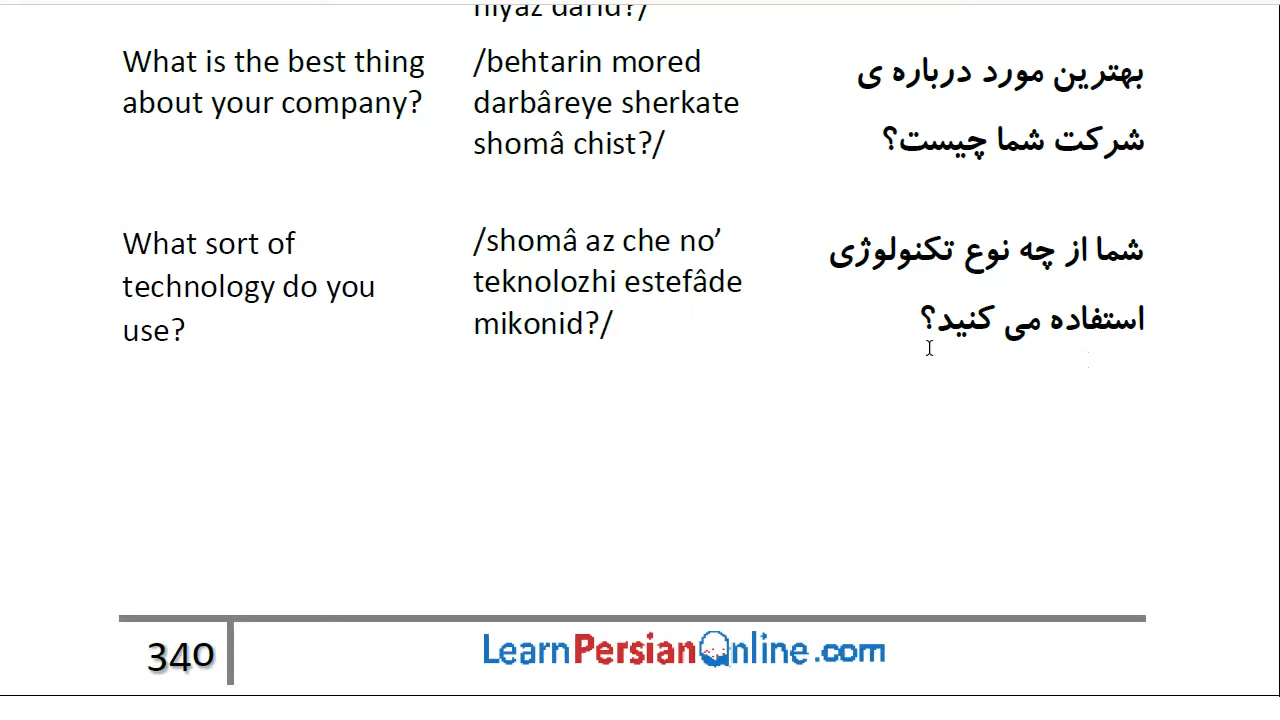 niyâz dârid?/
What is the best thing
about your company?
/behtarin mored
darbâreye sherkate
shomâ chist?/
بهترین مورد درباره ی
شرکت شما چیست؟
What sort of
technology do you
use?
/shomâ az che no’
teknolozhi estefâde
mikonid?/
شما از چه نوع تکنولوژی
استفاده می کنید؟
340
LearnPersianOnline.com